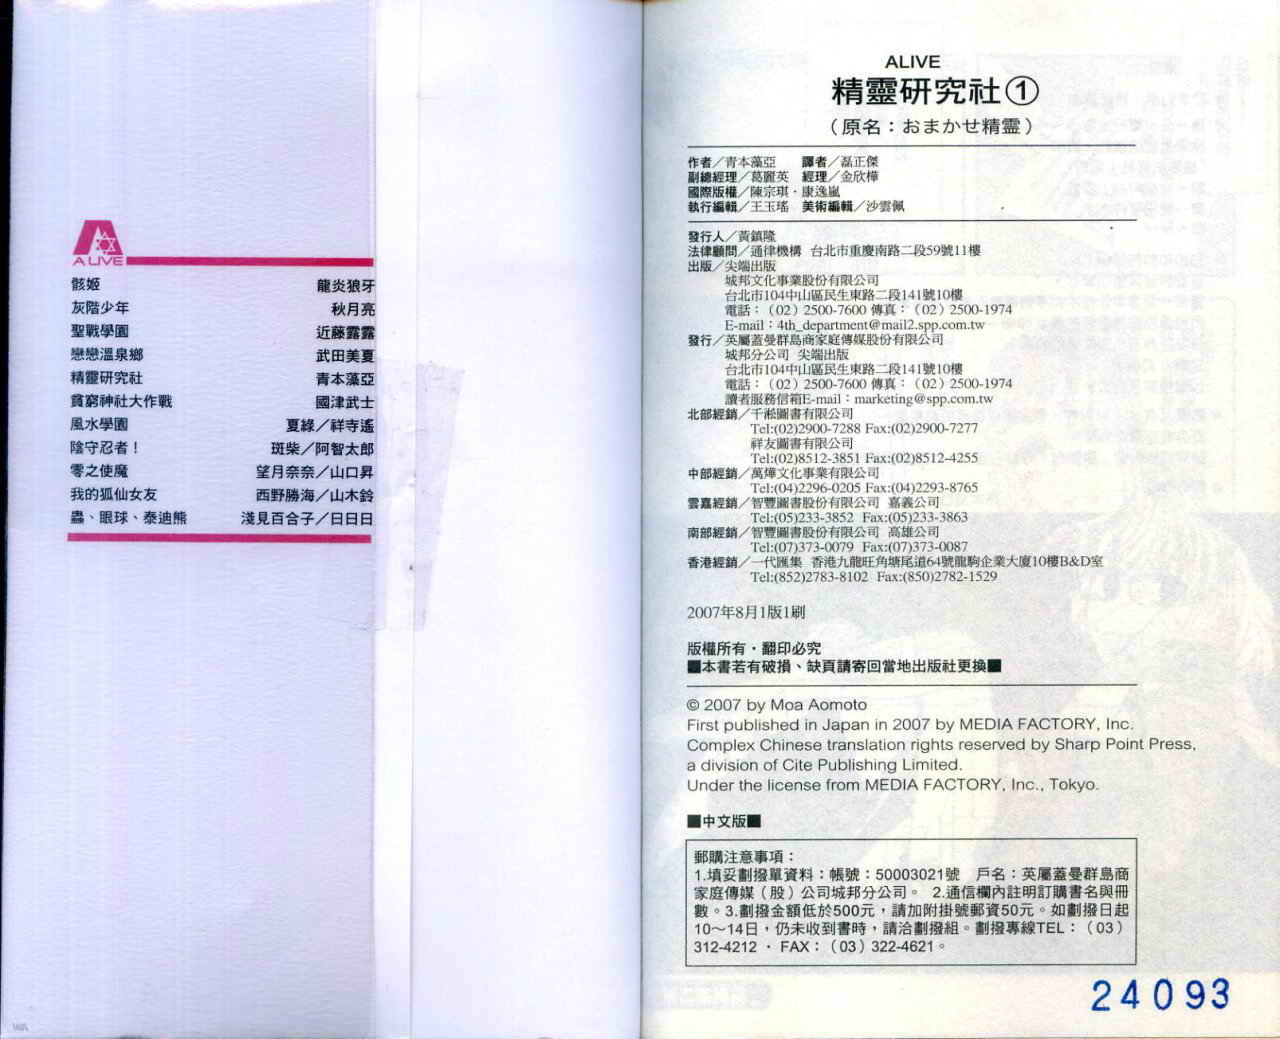 ALIVE
骸姬 龍炎狼牙
灰階少年 秋月亮
聖戰學園 近藤露露
戀戀溫泉鄉 武田美夏
精靈研究社 青本藻亞
貧窮神社大作戰 國津武士
風水學園 夏綠／祥寺遙
陰守忍者！ 斑柴／阿智太郎
零之使魔 望月奈奈／山口昇
我的狐仙女友 西野勝海／山木鈴
蟲、眼球、泰迪熊 淺見百合子／日日日
ALIVE
精靈研究社①
（原名：おまかせ精霊）
作者／青本藻亞 譯者／磊正傑
副總經理／葛麗英 經理／金欣樺
國際版權／陳宗琪·康逸嵐
執行編輯／王玉瑤 美術編輯／沙雲佩
發行人／黃鎮隆
法律顧問／通律機構 台北市重慶南路二段59號11樓
出版／尖端出版
城邦文化事業股份有限公司
台北市104中山區民生東路二段141號10樓
電話：（02）2500-7600 傳真：（02）2500-1974
E-mail：4th_department@mail2.spp.com.tw
發行／英屬蓋曼群島商家庭傳媒股份有限公司
城邦分公司 尖端出版
台北市104中山區民生東路二段141號10樓
電話：（02）2500-7600 傳真：（02）2500-1974
讀者服務信箱E-mail：marketing@spp.com.tw
北部經銷／千淞圖書有限公司
Tel:(02)2900-7288 Fax:(02)2900-7277
祥友圖書有限公司
Tel:(02)8512-3851 Fax:(02)8512-4255
中部經銷／萬燁文化事業有限公司
Tel:(04)2296-0205 Fax:(04)2293-8765
雲嘉經銷／智豐圖書股份有限公司 嘉義公司
Tel:(05)233-3852 Fax:(05)233-3863
南部經銷／智豐圖書股份有限公司 高雄公司
Tel:(07)373-0079 Fax:(07)373-0087
香港經銷／一代匯集 香港九龍旺角塘尾道64號龍駒企業大廈10樓B&D室
Tel:(852)2783-8102 Fax:(850)2782-1529
2007年8月1版1刷
版權所有·翻印必究
■本書若有破損、缺頁請寄回當地出版社更換■
© 2007 by Moa Aomoto
First published in Japan in 2007 by MEDIA FACTORY, Inc.
Complex Chinese translation rights reserved by Sharp Point Press,
a division of Cite Publishing Limited.
Under the license from MEDIA FACTORY, Inc., Tokyo.
■中文版■
郵購注意事項：
1.填妥劃撥單資料：帳號：50003021號 戶名：英屬蓋曼群島商
家庭傳媒（股）公司城邦分公司。 2.通信欄內註明訂購書名與冊
數。3.劃撥金額低於500元，請加附掛號郵資50元。如劃撥日起
10～14日，仍未收到書時，請洽劃撥組。劃撥專線TEL：（03）
312-4212 · FAX：（03）322-4621。
24093